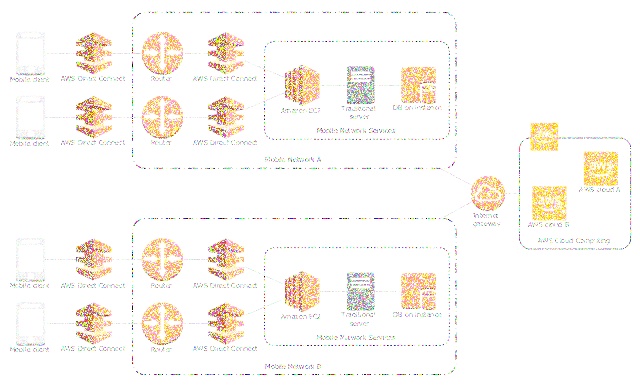 Mobile client
AWS Direct Connect
Router
AWS Direct Connect
Amazon EC2
Traditional
server
DB on instance
Mobile client
AWS Direct Connect
Router
AWS Direct Connect
Mobile Network Services
Mobile Network A
Internet
gateway
AWS cloud A
AWS cloud B
AWS Cloud Computing
Mobile client
AWS Direct Connect
Router
AWS Direct Connect
Amazon EC2
Traditional
server
DB on instance
Mobile client
AWS Direct Connect
Router
AWS Direct Connect
Mobile Network Services
Mobile Network